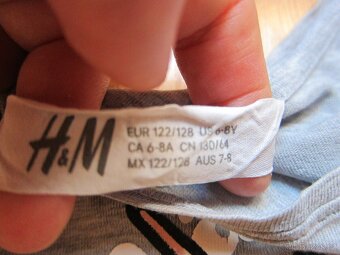 H&M
EUR 122/128 US 6-8Y
CA 6-8A CN 130/64
MX 122/128 AUS 7-8